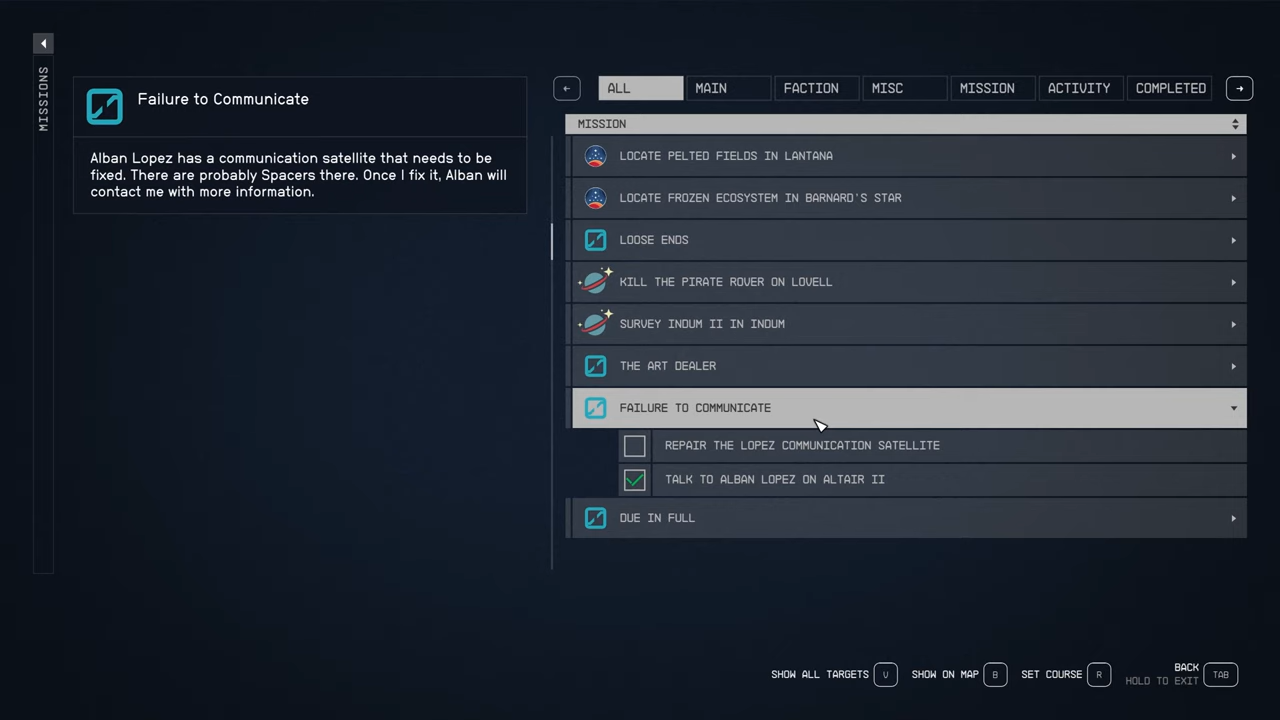 MISSIONS
Failure to Communicate
Alban Lopez has a communication satellite that needs to be
fixed. There are probably Spacers there. Once I fix it, Alban will
contact me with more information.
ALL MAIN FACTION MISC MISSION ACTIVITY COMPLETED
MISSION
LOCATE PELTED FIELDS IN LANTANA
LOCATE FROZEN ECOSYSTEM IN BARNARD'S STAR
LOOSE ENDS
KILL THE PIRATE ROVER ON LOVELL
SURVEY INDUM II IN INDUM
THE ART DEALER
FAILURE TO COMMUNICATE
REPAIR THE LOPEZ COMMUNICATION SATELLITE
TALK TO ALBAN LOPEZ ON ALTAIR II
DUE IN FULL
SHOW ALL TARGETS V SHOW ON MAP B SET COURSE R BACK TAB
HOLD TO EXIT